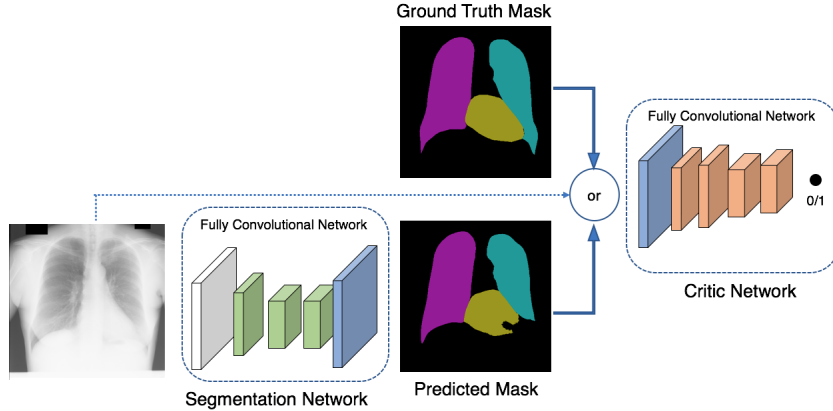 Ground Truth Mask
Fully Convolutional Network
or
0/1
Fully Convolutional Network
Critic Network
Predicted Mask
Segmentation Network